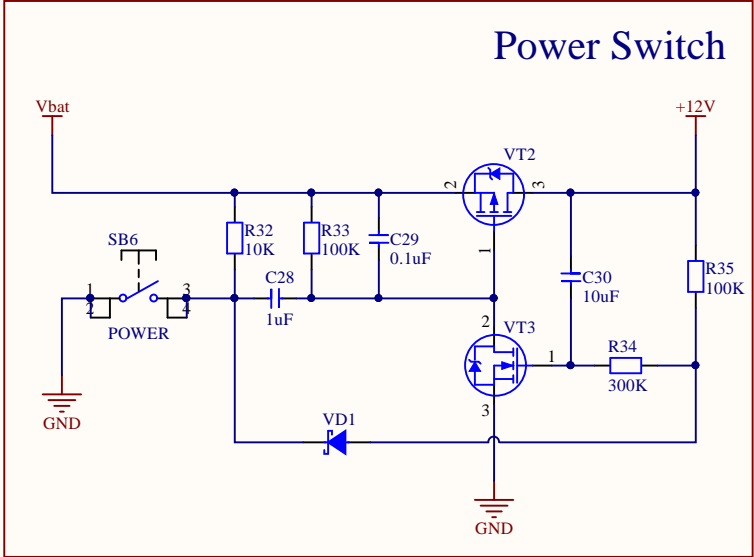 Power Switch
Vbat
+12V
VT2
2
3
1
SB6
R32
10K
R33
100K
C29
0.1uF
C30
10uF
R35
100K
1
2
3
4
POWER
C28
1uF
2
VT3
1
3
R34
300K
GND
VD1
GND